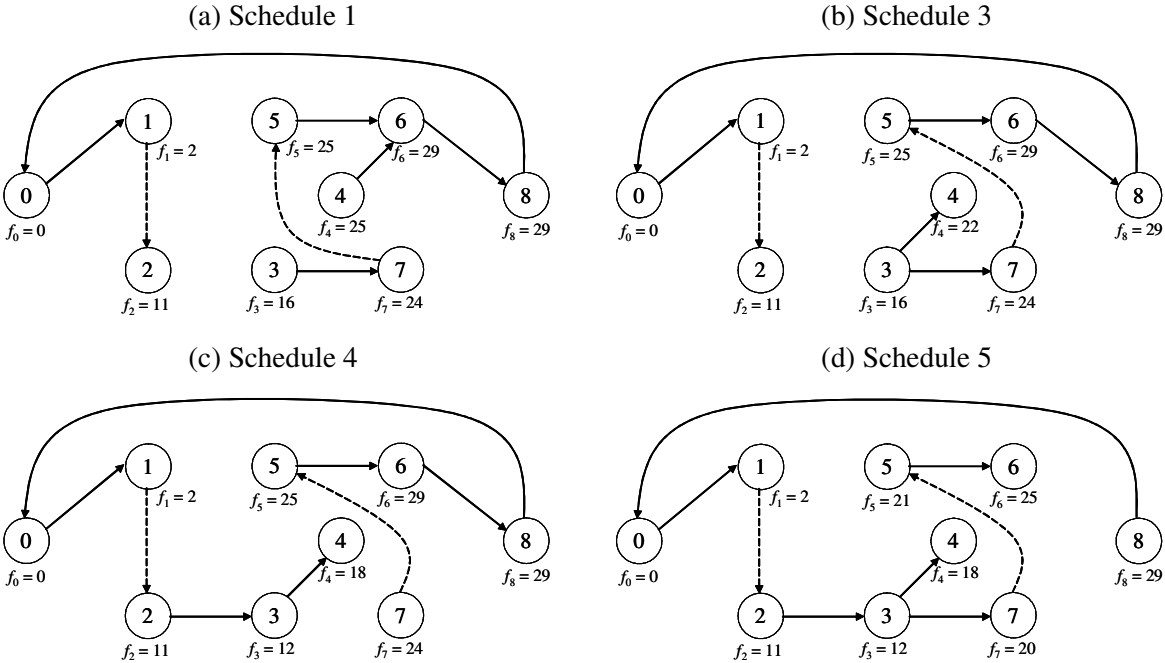 (a) Schedule 1
(b) Schedule 3
1 5 6
f₁ = 2 f₅ = 25 f₆ = 29
0 4 8
f₀ = 0 f₄ = 25 f₈ = 29
2 3 7
f₂ = 11 f₃ = 16 f₇ = 24
1 5 6
f₁ = 2 f₅ = 25 f₆ = 29
0 4 8
f₀ = 0 f₄ = 22 f₈ = 29
2 3 7
f₂ = 11 f₃ = 16 f₇ = 24
(c) Schedule 4
(d) Schedule 5
1 5 6
f₁ = 2 f₅ = 25 f₆ = 29
0 4 8
f₀ = 0 f₄ = 18 f₈ = 29
2 3 7
f₂ = 11 f₃ = 12 f₇ = 24
1 5 6
f₁ = 2 f₅ = 21 f₆ = 25
0 4 8
f₀ = 0 f₄ = 18 f₈ = 29
2 3 7
f₂ = 11 f₃ = 12 f₇ = 20